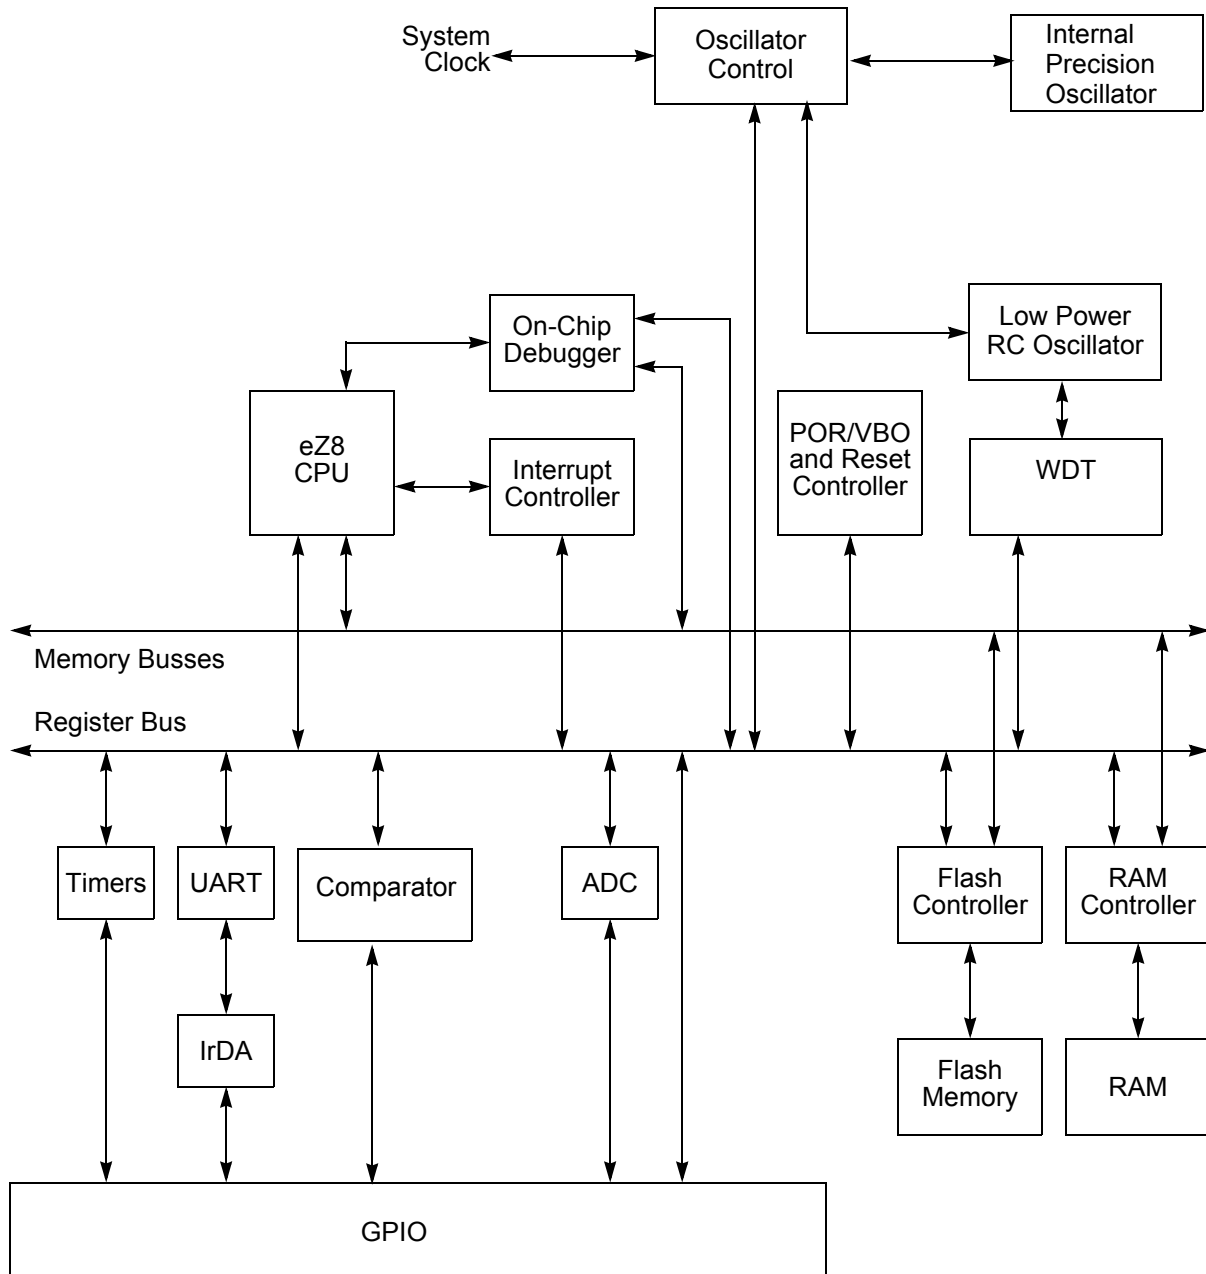 System
Clock
Oscillator
Control
Internal
Precision
Oscillator
On-Chip
Debugger
Low Power
RC Oscillator
eZ8
CPU
Interrupt
Controller
POR/VBO
and Reset
Controller
WDT
Memory Busses
Register Bus
Timers
UART
Comparator
ADC
Flash
Controller
RAM
Controller
IrDA
Flash
Memory
RAM
GPIO